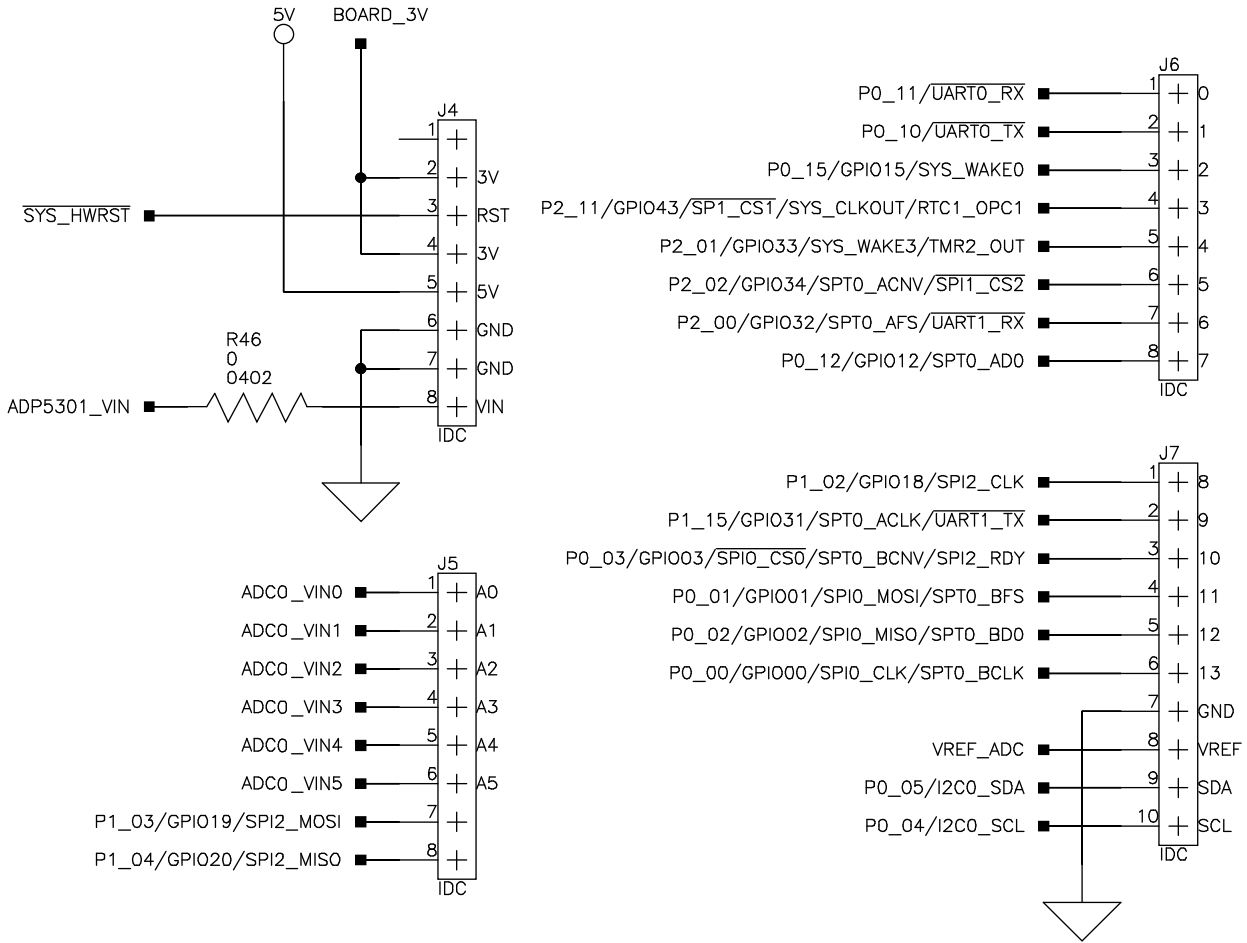 5V
BOARD_3V
J4
1
2 3V
SYS_HWRST 3 RST
4 3V
5 5V
6 GND
R46
0
0402
7 GND
ADP5301_VIN 8 VIN
IDC
J5
ADC0_VIN0 1 A0
ADC0_VIN1 2 A1
ADC0_VIN2 3 A2
ADC0_VIN3 4 A3
ADC0_VIN4 5 A4
ADC0_VIN5 6 A5
P1_03/GPIO19/SPI2_MOSI 7
P1_04/GPIO20/SPI2_MISO 8
IDC
J6
P0_11/UART0_RX 1 0
P0_10/UART0_TX 2 1
P0_15/GPIO15/SYS_WAKE0 3 2
P2_11/GPIO43/SP1_CS1/SYS_CLKOUT/RTC1_OPC1 4 3
P2_01/GPIO33/SYS_WAKE3/TMR2_OUT 5 4
P2_02/GPIO34/SPT0_ACNV/SPI1_CS2 6 5
P2_00/GPIO32/SPT0_AFS/UART1_RX 7 6
P0_12/GPIO12/SPT0_AD0 8 7
IDC
J7
P1_02/GPIO18/SPI2_CLK 1 8
P1_15/GPIO31/SPT0_ACLK/UART1_TX 2 9
P0_03/GPIO03/SPI0_CS0/SPT0_BCNV/SPI2_RDY 3 10
P0_01/GPIO01/SPI0_MOSI/SPT0_BFS 4 11
P0_02/GPIO02/SPI0_MISO/SPT0_BD0 5 12
P0_00/GPIO00/SPI0_CLK/SPT0_BCLK 6 13
7 GND
VREF_ADC 8 VREF
P0_05/I2C0_SDA 9 SDA
P0_04/I2C0_SCL 10 SCL
IDC